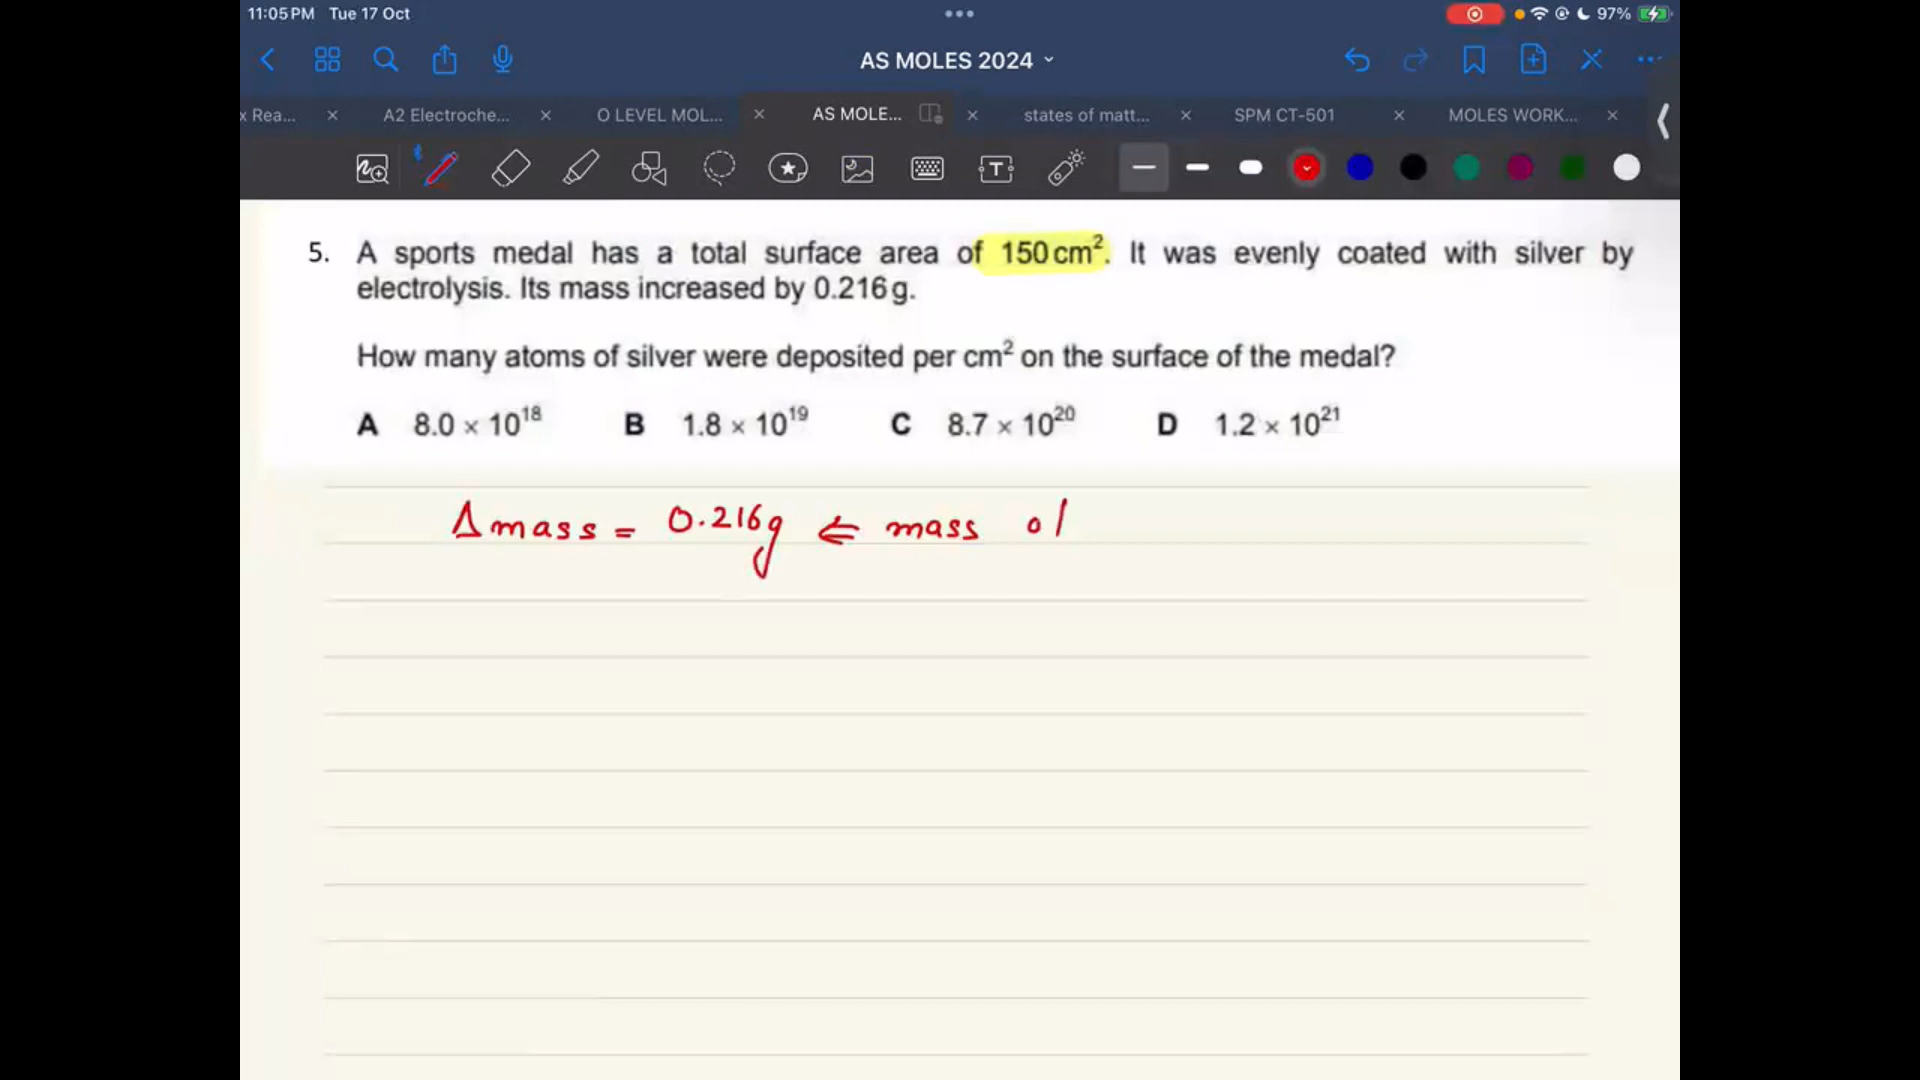 11:05 PM Tue 17 Oct 97%
AS MOLES 2024
x Rea... A2 Electroche... O LEVEL MOL... AS MOLE... states of matt... SPM CT-501 MOLES WORK...
5. A sports medal has a total surface area of 150 cm². It was evenly coated with silver by
electrolysis. Its mass increased by 0.216 g.
How many atoms of silver were deposited per cm² on the surface of the medal?
A 8.0 × 10¹⁸ B 1.8 × 10¹⁹ C 8.7 × 10²⁰ D 1.2 × 10²¹
Δmass = 0.216g ⇐ mass